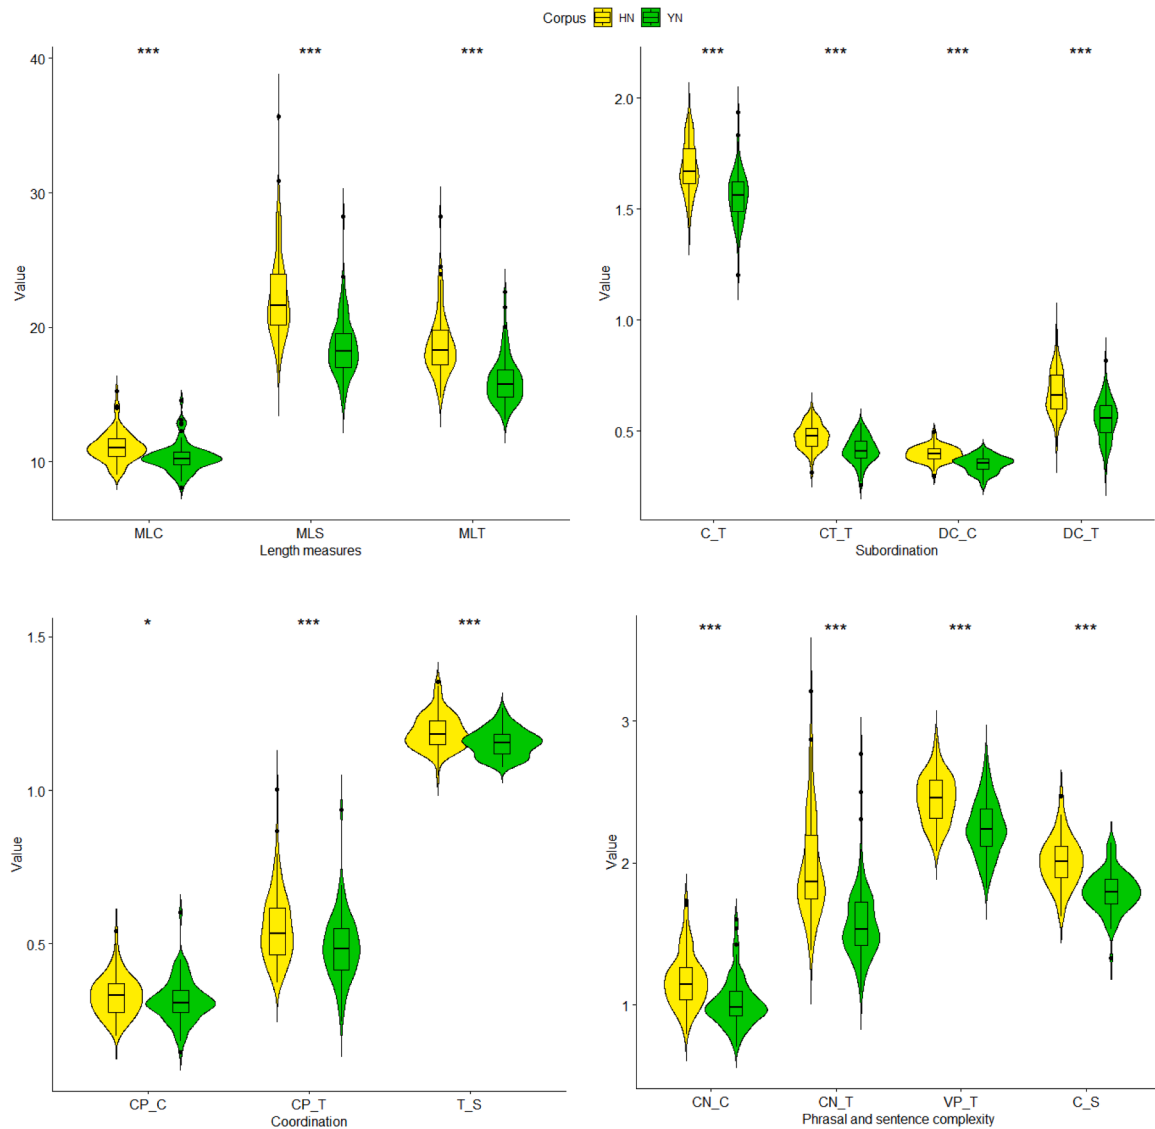 Corpus HN YN
*** *** ***
40
30
20
10
Value
MLC MLS MLT
Length measures
*** *** *** ***
2.0
1.5
1.0
0.5
Value
C_T CT_T DC_C DC_T
Subordination
* *** ***
1.5
1.0
0.5
Value
CP_C CP_T T_S
Coordination
*** *** *** ***
3
2
1
Value
CN_C CN_T VP_T C_S
Phrasal and sentence complexity